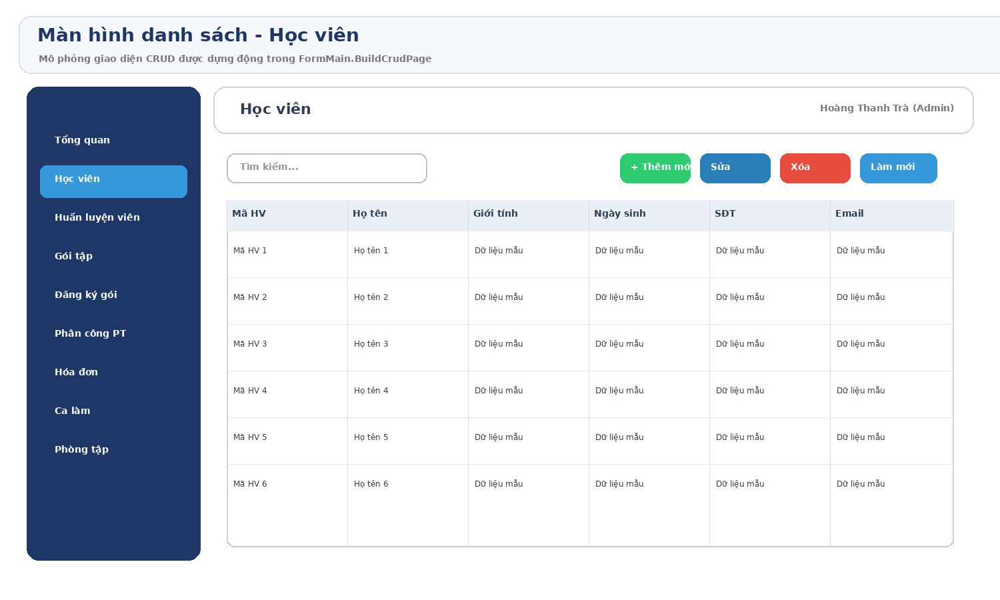 Màn hình danh sách - Học viên
Mô phỏng giao diện CRUD được dựng động trong FormMain.BuildCrudPage
Tổng quan
Học viên
Huấn luyện viên
Gói tập
Đăng ký gói
Phân công PT
Hóa đơn
Ca làm
Phòng tập
Học viên
Hoàng Thanh Trà (Admin)
Tìm kiếm...
+ Thêm mớ
Sửa
Xóa
Làm mới
Mã HV Họ tên Giới tính Ngày sinh SĐT Email
Mã HV 1 Họ tên 1 Dữ liệu mẫu Dữ liệu mẫu Dữ liệu mẫu Dữ liệu mẫu
Mã HV 2 Họ tên 2 Dữ liệu mẫu Dữ liệu mẫu Dữ liệu mẫu Dữ liệu mẫu
Mã HV 3 Họ tên 3 Dữ liệu mẫu Dữ liệu mẫu Dữ liệu mẫu Dữ liệu mẫu
Mã HV 4 Họ tên 4 Dữ liệu mẫu Dữ liệu mẫu Dữ liệu mẫu Dữ liệu mẫu
Mã HV 5 Họ tên 5 Dữ liệu mẫu Dữ liệu mẫu Dữ liệu mẫu Dữ liệu mẫu
Mã HV 6 Họ tên 6 Dữ liệu mẫu Dữ liệu mẫu Dữ liệu mẫu Dữ liệu mẫu